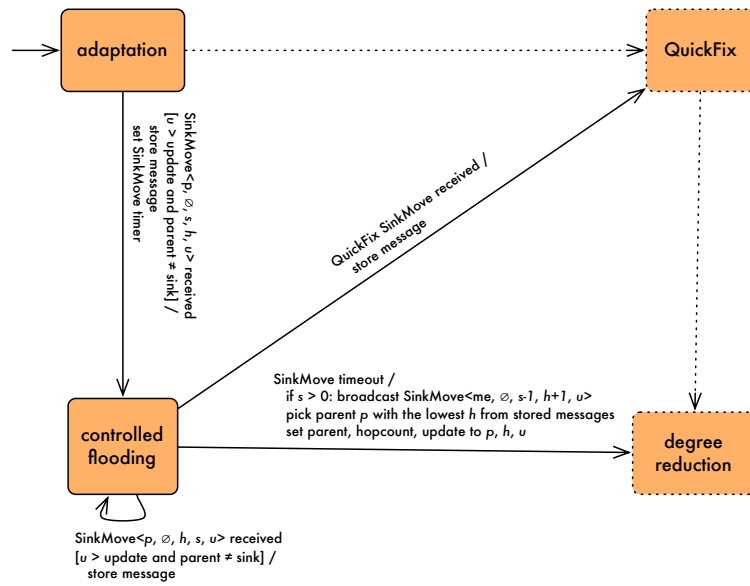 adaptation
QuickFix
SinkMove<p, ∅, s, h, u> received
[u > update and parent ≠ sink] /
store message
set SinkMove timer
QuickFix SinkMove received /
store message
SinkMove timeout /
if s > 0: broadcast SinkMove<me, ∅, s-1, h+1, u>
pick parent p with the lowest h from stored messages
set parent, hopcount, update to p, h, u
controlled
flooding
degree
reduction
SinkMove<p, ∅, h, s, u> received
[u > update and parent ≠ sink] /
store message